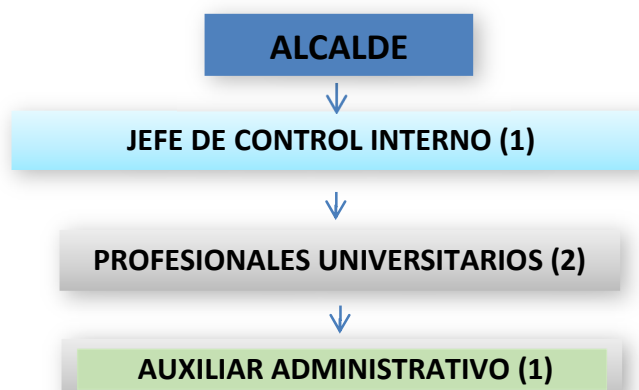 ALCALDE
JEFE DE CONTROL INTERNO (1)
PROFESIONALES UNIVERSITARIOS (2)
AUXILIAR ADMINISTRATIVO (1)